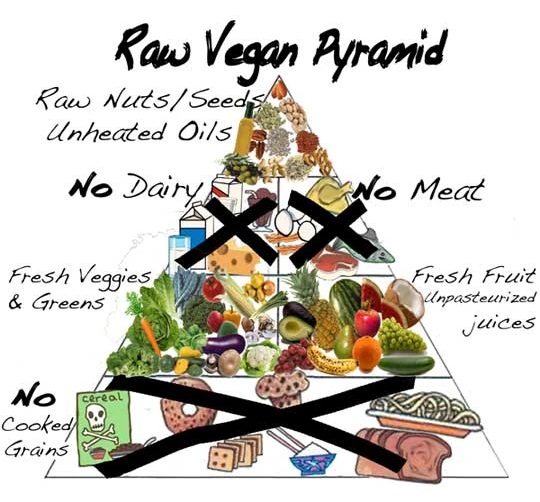 Raw Vegan Pyramid
Raw Nuts/Seeds
Unheated Oils
No Dairy
No Meat
Fresh Veggies
& Greens
Fresh Fruit
Unpasteurized
juices
No
Cooked
Grains
cereal